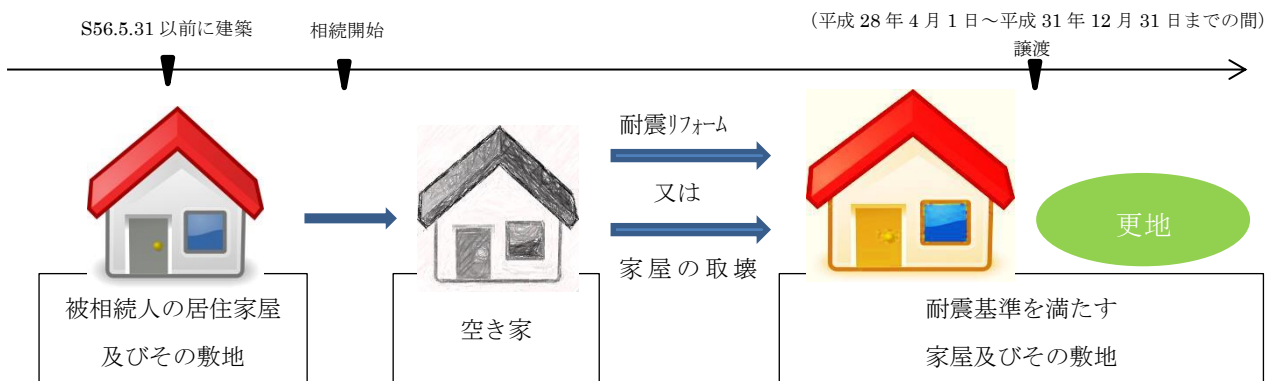 S56.5.31 以前に建築
相続開始
(平成 28 年 4 月 1 日～平成 31 年 12 月 31 日までの間)
譲渡
耐震ﾘﾌｫｰﾑ
又は
家屋の取壊
更地
被相続人の居住家屋
及びその敷地
空き家
耐震基準を満たす
家屋及びその敷地